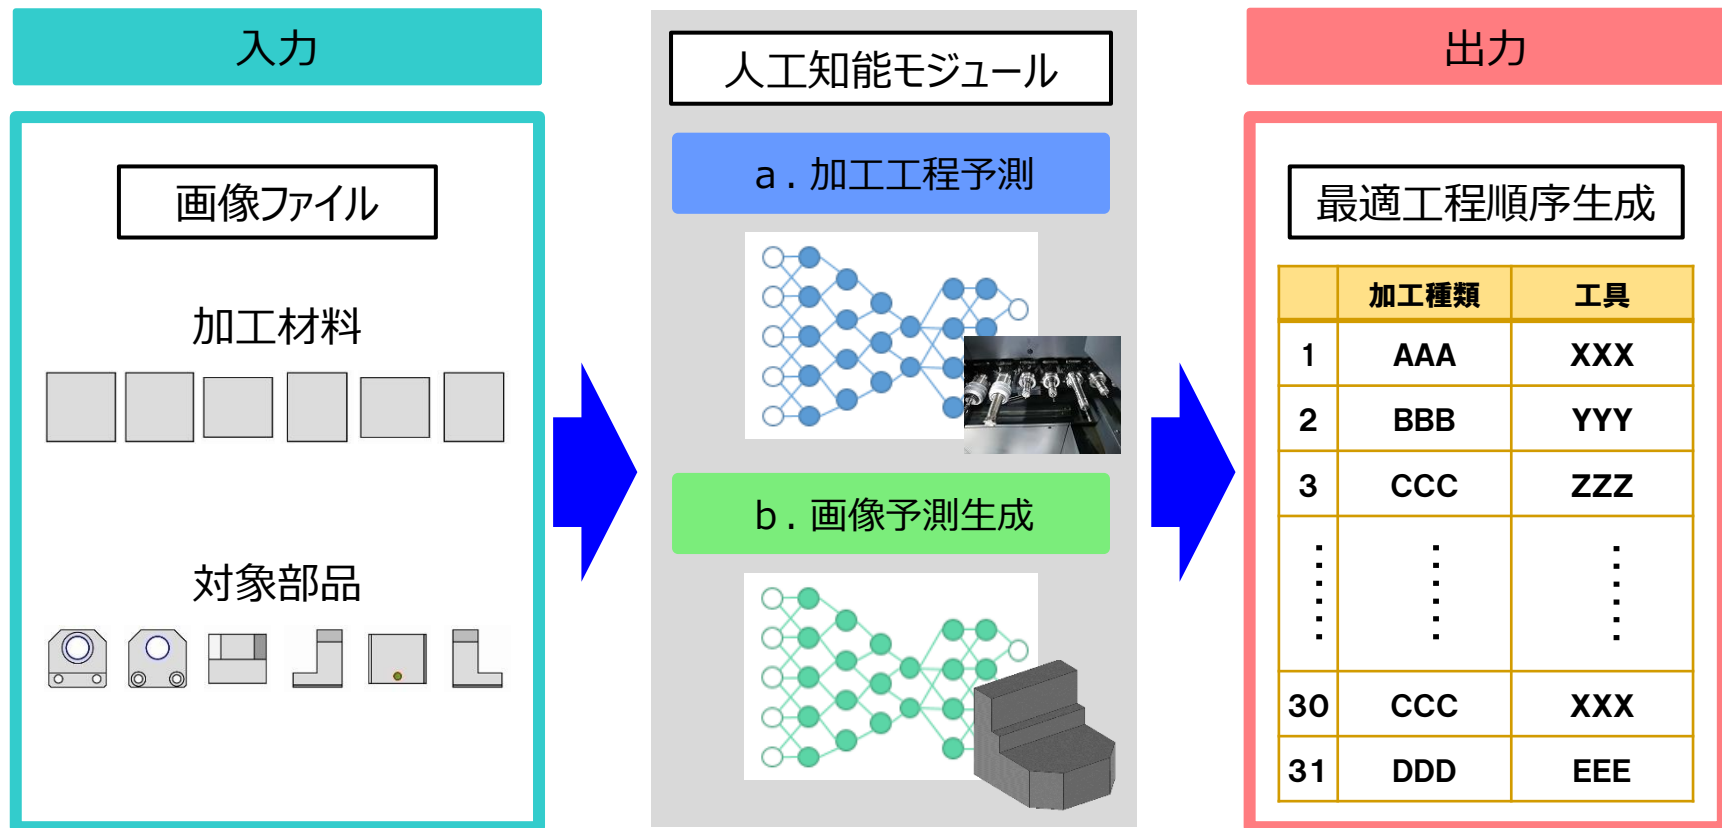 入力
画像ファイル
加工材料
対象部品
人工知能モジュール
a . 加工工程予測
b . 画像予測生成
出力
最適工程順序生成
加工種類 工具
1 AAA XXX
2 BBB YYY
3 CCC ZZZ
⋮ ⋮ ⋮
30 CCC XXX
31 DDD EEE